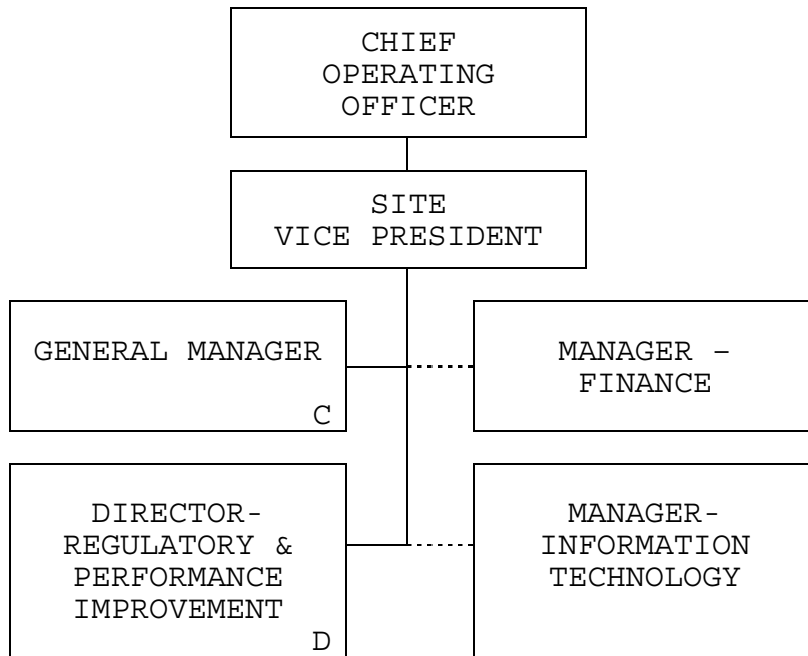 CHIEF
OPERATING
OFFICER
SITE
VICE PRESIDENT
GENERAL MANAGER
C
MANAGER –
FINANCE
DIRECTOR-
REGULATORY &
PERFORMANCE
IMPROVEMENT
D
MANAGER-
INFORMATION
TECHNOLOGY